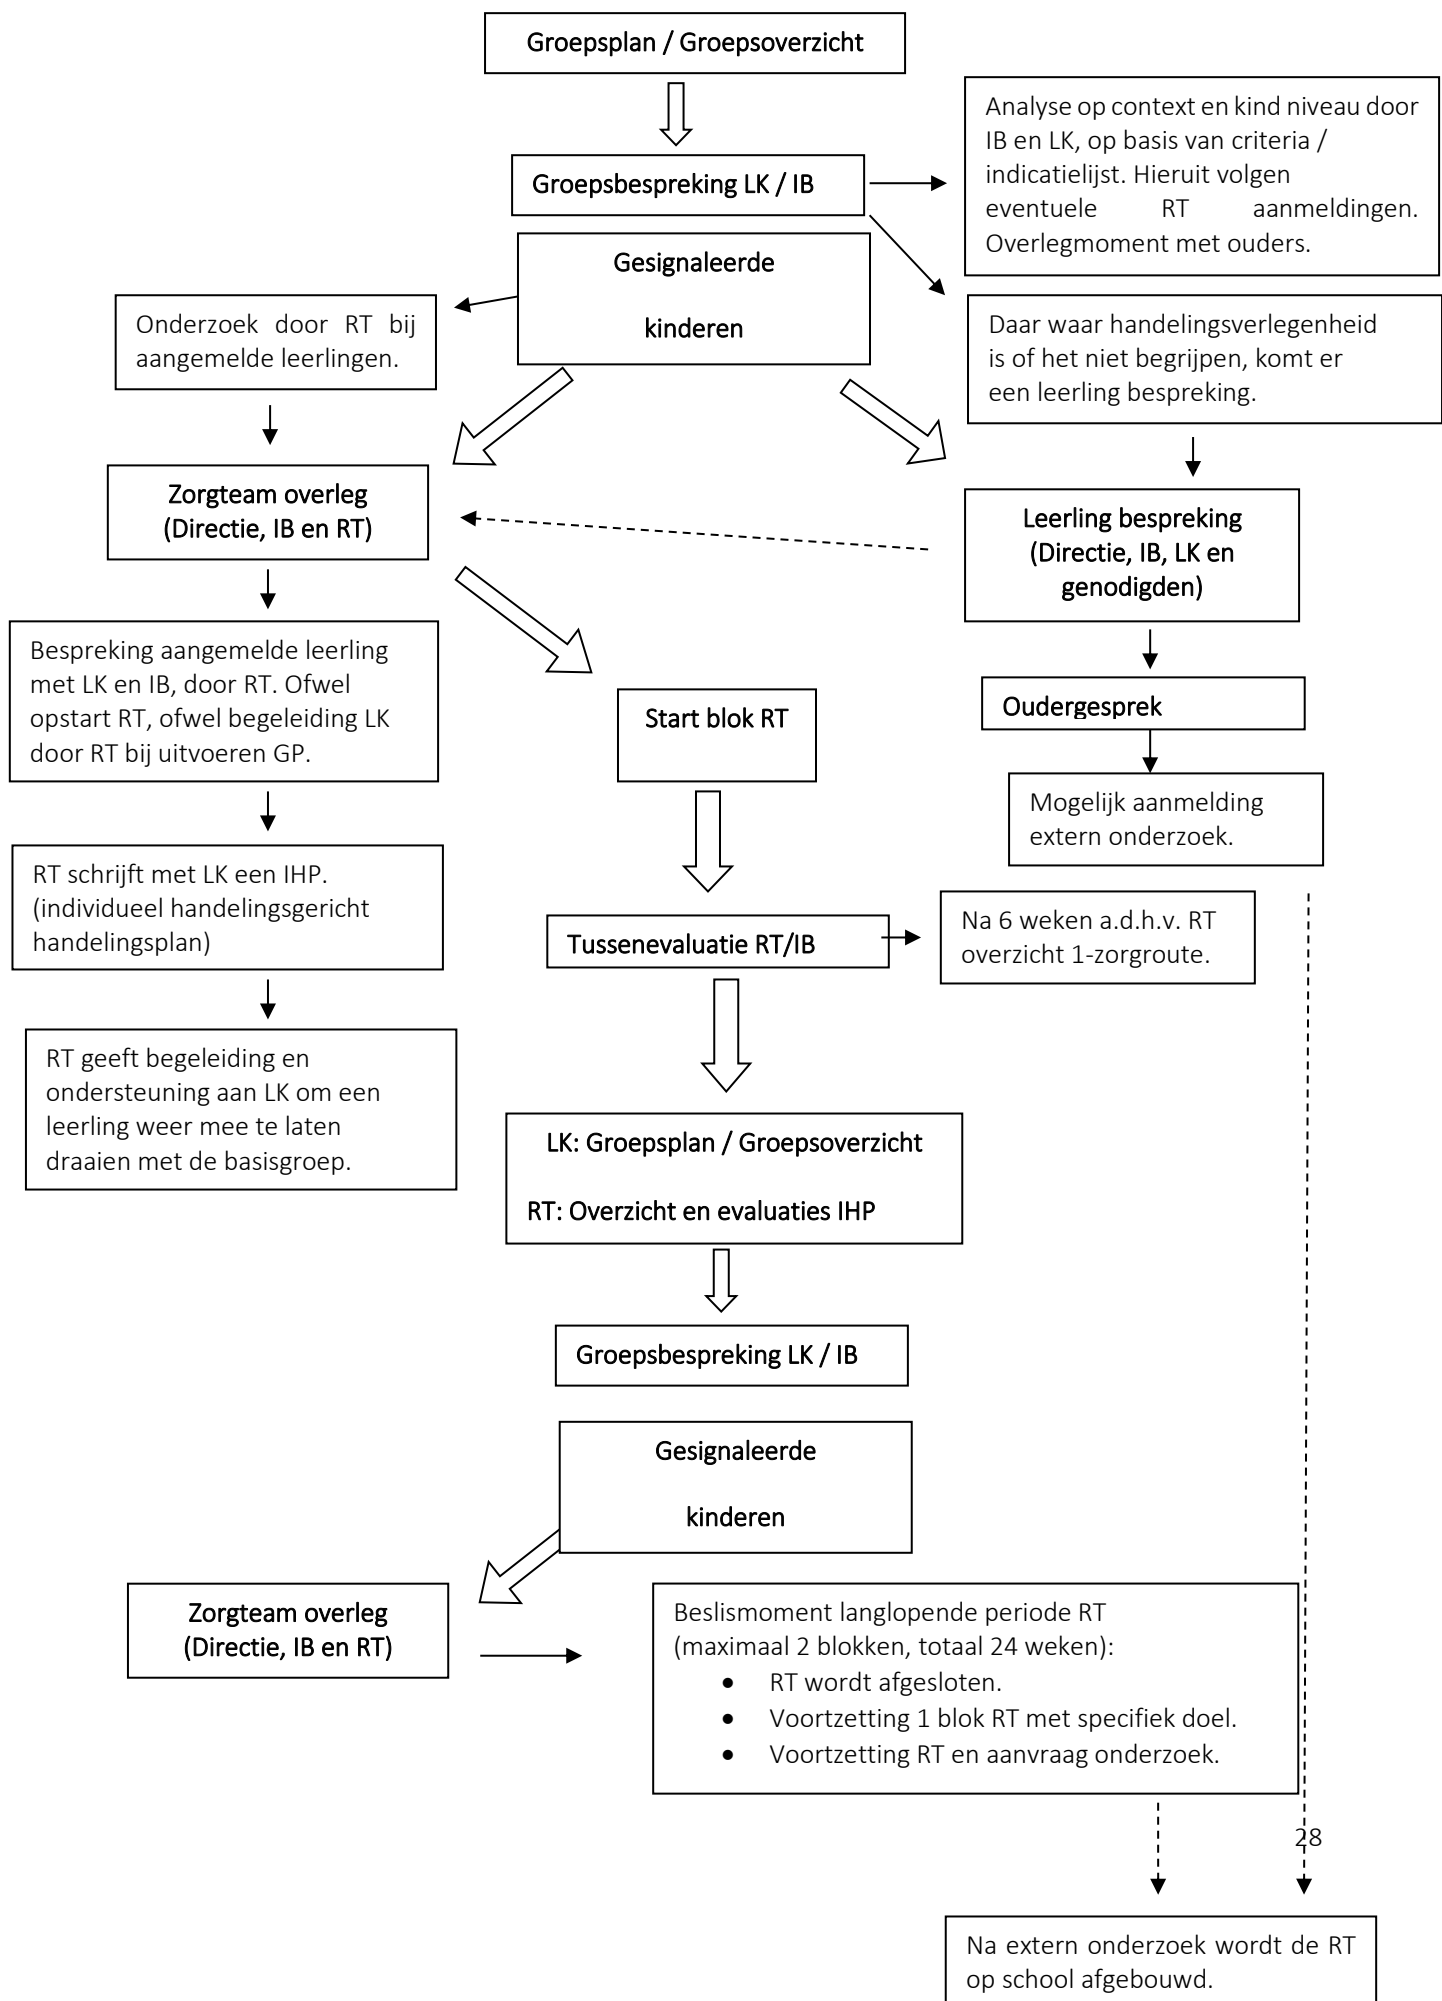 Groepsplan / Groepsoverzicht
Analyse op context en kind niveau door
IB en LK, op basis van criteria /
indicatielijst. Hieruit volgen
eventuele RT aanmeldingen.
Overlegmoment met ouders.
Groepsbespreking LK / IB
Gesignaleerde
kinderen
Onderzoek door RT bij
aangemelde leerlingen.
Daar waar handelingsverlegenheid
is of het niet begrijpen, komt er
een leerling bespreking.
Zorgteam overleg
(Directie, IB en RT)
Leerling bespreking
(Directie, IB, LK en
genodigden)
Bespreking aangemelde leerling
met LK en IB, door RT. Ofwel
opstart RT, ofwel begeleiding LK
door RT bij uitvoeren GP.
Start blok RT
Oudergesprek
Mogelijk aanmelding
extern onderzoek.
RT schrijft met LK een IHP.
(individueel handelingsgericht
handelingsplan)
Tussenevaluatie RT/IB
Na 6 weken a.d.h.v. RT
overzicht 1-zorgroute.
RT geeft begeleiding en
ondersteuning aan LK om een
leerling weer mee te laten
draaien met de basisgroep.
LK: Groepsplan / Groepsoverzicht
RT: Overzicht en evaluaties IHP
Groepsbespreking LK / IB
Gesignaleerde
kinderen
Zorgteam overleg
(Directie, IB en RT)
Beslismoment langlopende periode RT
(maximaal 2 blokken, totaal 24 weken):
• RT wordt afgesloten.
• Voortzetting 1 blok RT met specifiek doel.
• Voortzetting RT en aanvraag onderzoek.
28
Na extern onderzoek wordt de RT
op school afgebouwd.